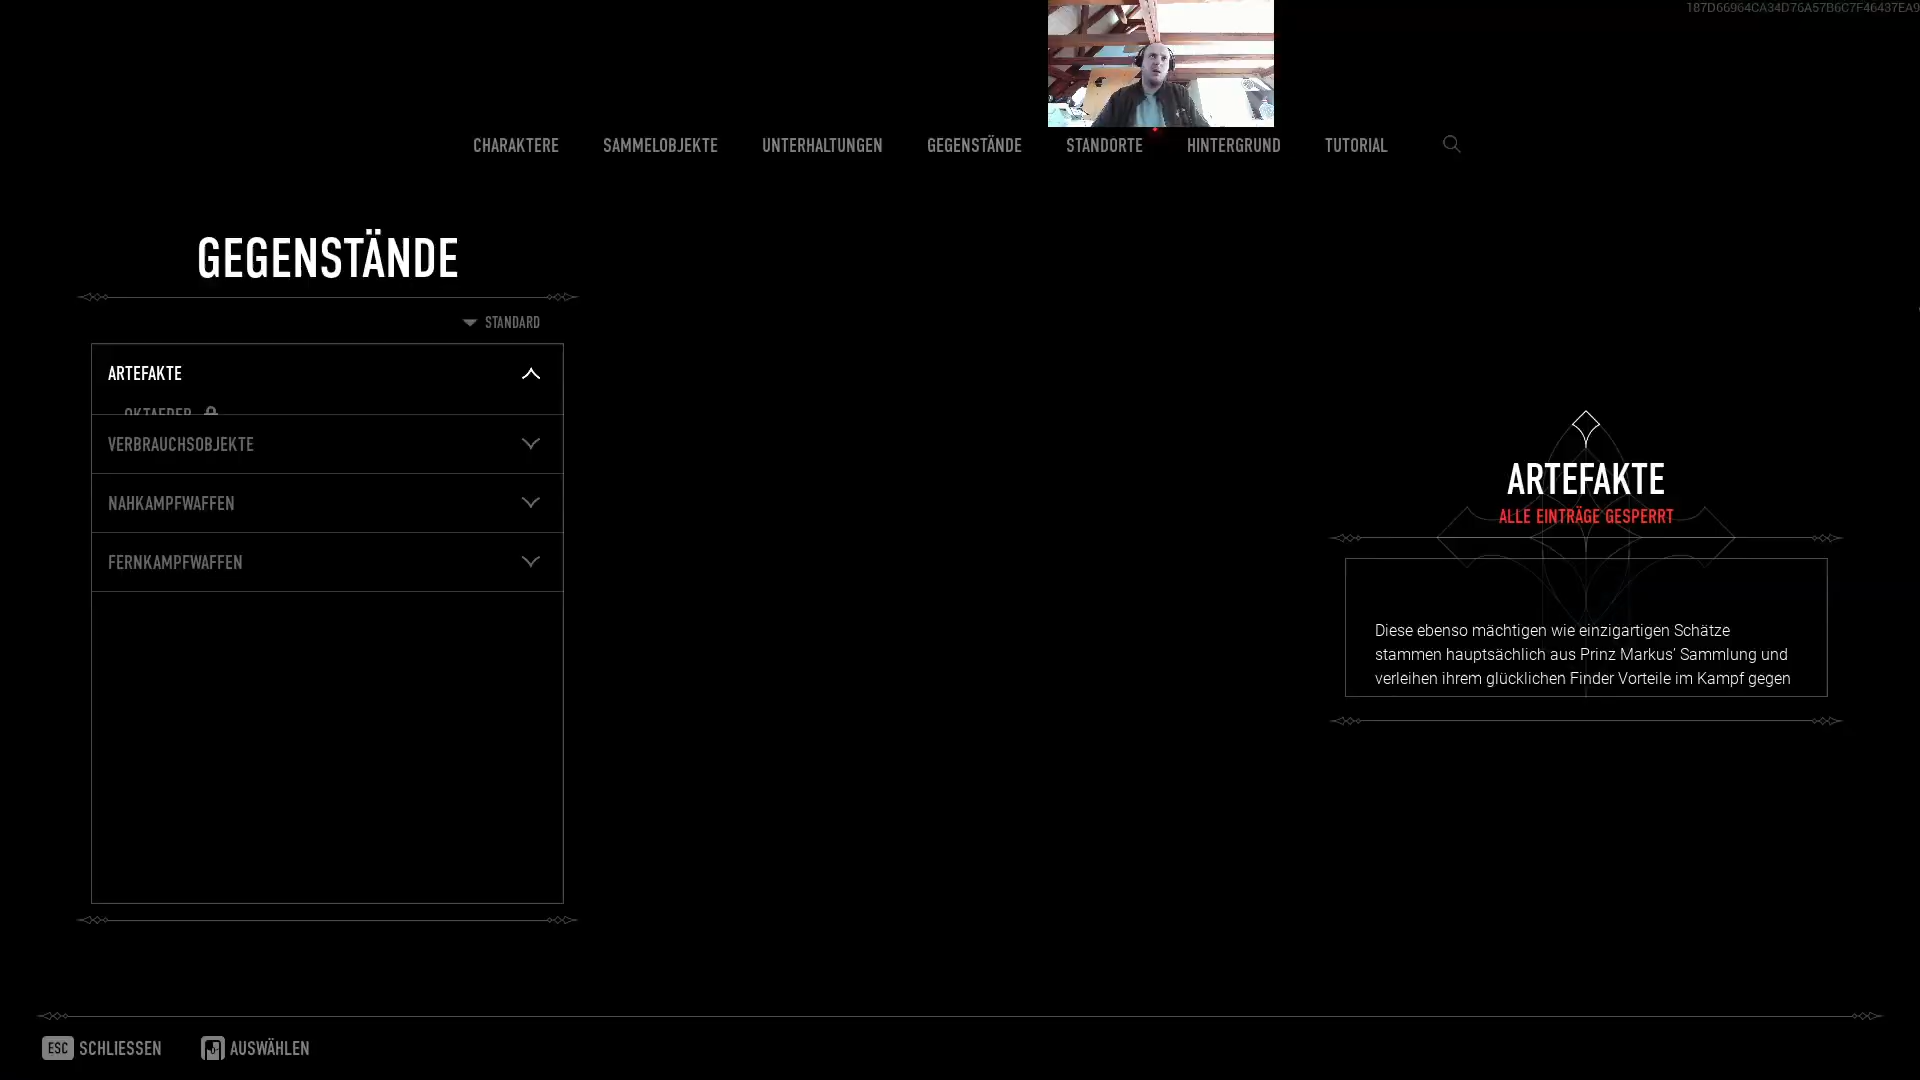 187D66964CA34D76A57B6C7F46437EA9
CHARAKTERE SAMMELOBJEKTE UNTERHALTUNGEN GEGENSTÄNDE STANDORTE HINTERGRUND TUTORIAL
GEGENSTÄNDE
STANDARD
ARTEFAKTE
OKTAEDER
VERBRAUCHSOBJEKTE
NAHKAMPFWAFFEN
FERNKAMPFWAFFEN
ARTEFAKTE
ALLE EINTRÄGE GESPERRT
Diese ebenso mächtigen wie einzigartigen Schätze
stammen hauptsächlich aus Prinz Markus' Sammlung und
verleihen ihrem glücklichen Finder Vorteile im Kampf gegen
ESC SCHLIESSEN AUSWÄHLEN